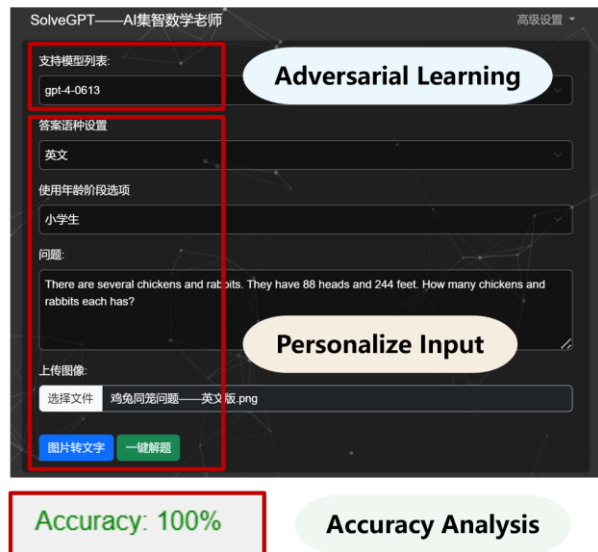 SolveGPT——AI集智数学老师
高级设置
支持模型列表:
Adversarial Learning
gpt-4-0613
答案语种设置
英文
使用年龄阶段选项
小学生
问题:
There are several chickens and rabbits. They have 88 heads and 244 feet. How many chickens and
rabbits each has?
Personalize Input
上传图像:
选择文件 鸡兔同笼问题——英文版.png
图片转文字 一键解题
Accuracy: 100%
Accuracy Analysis